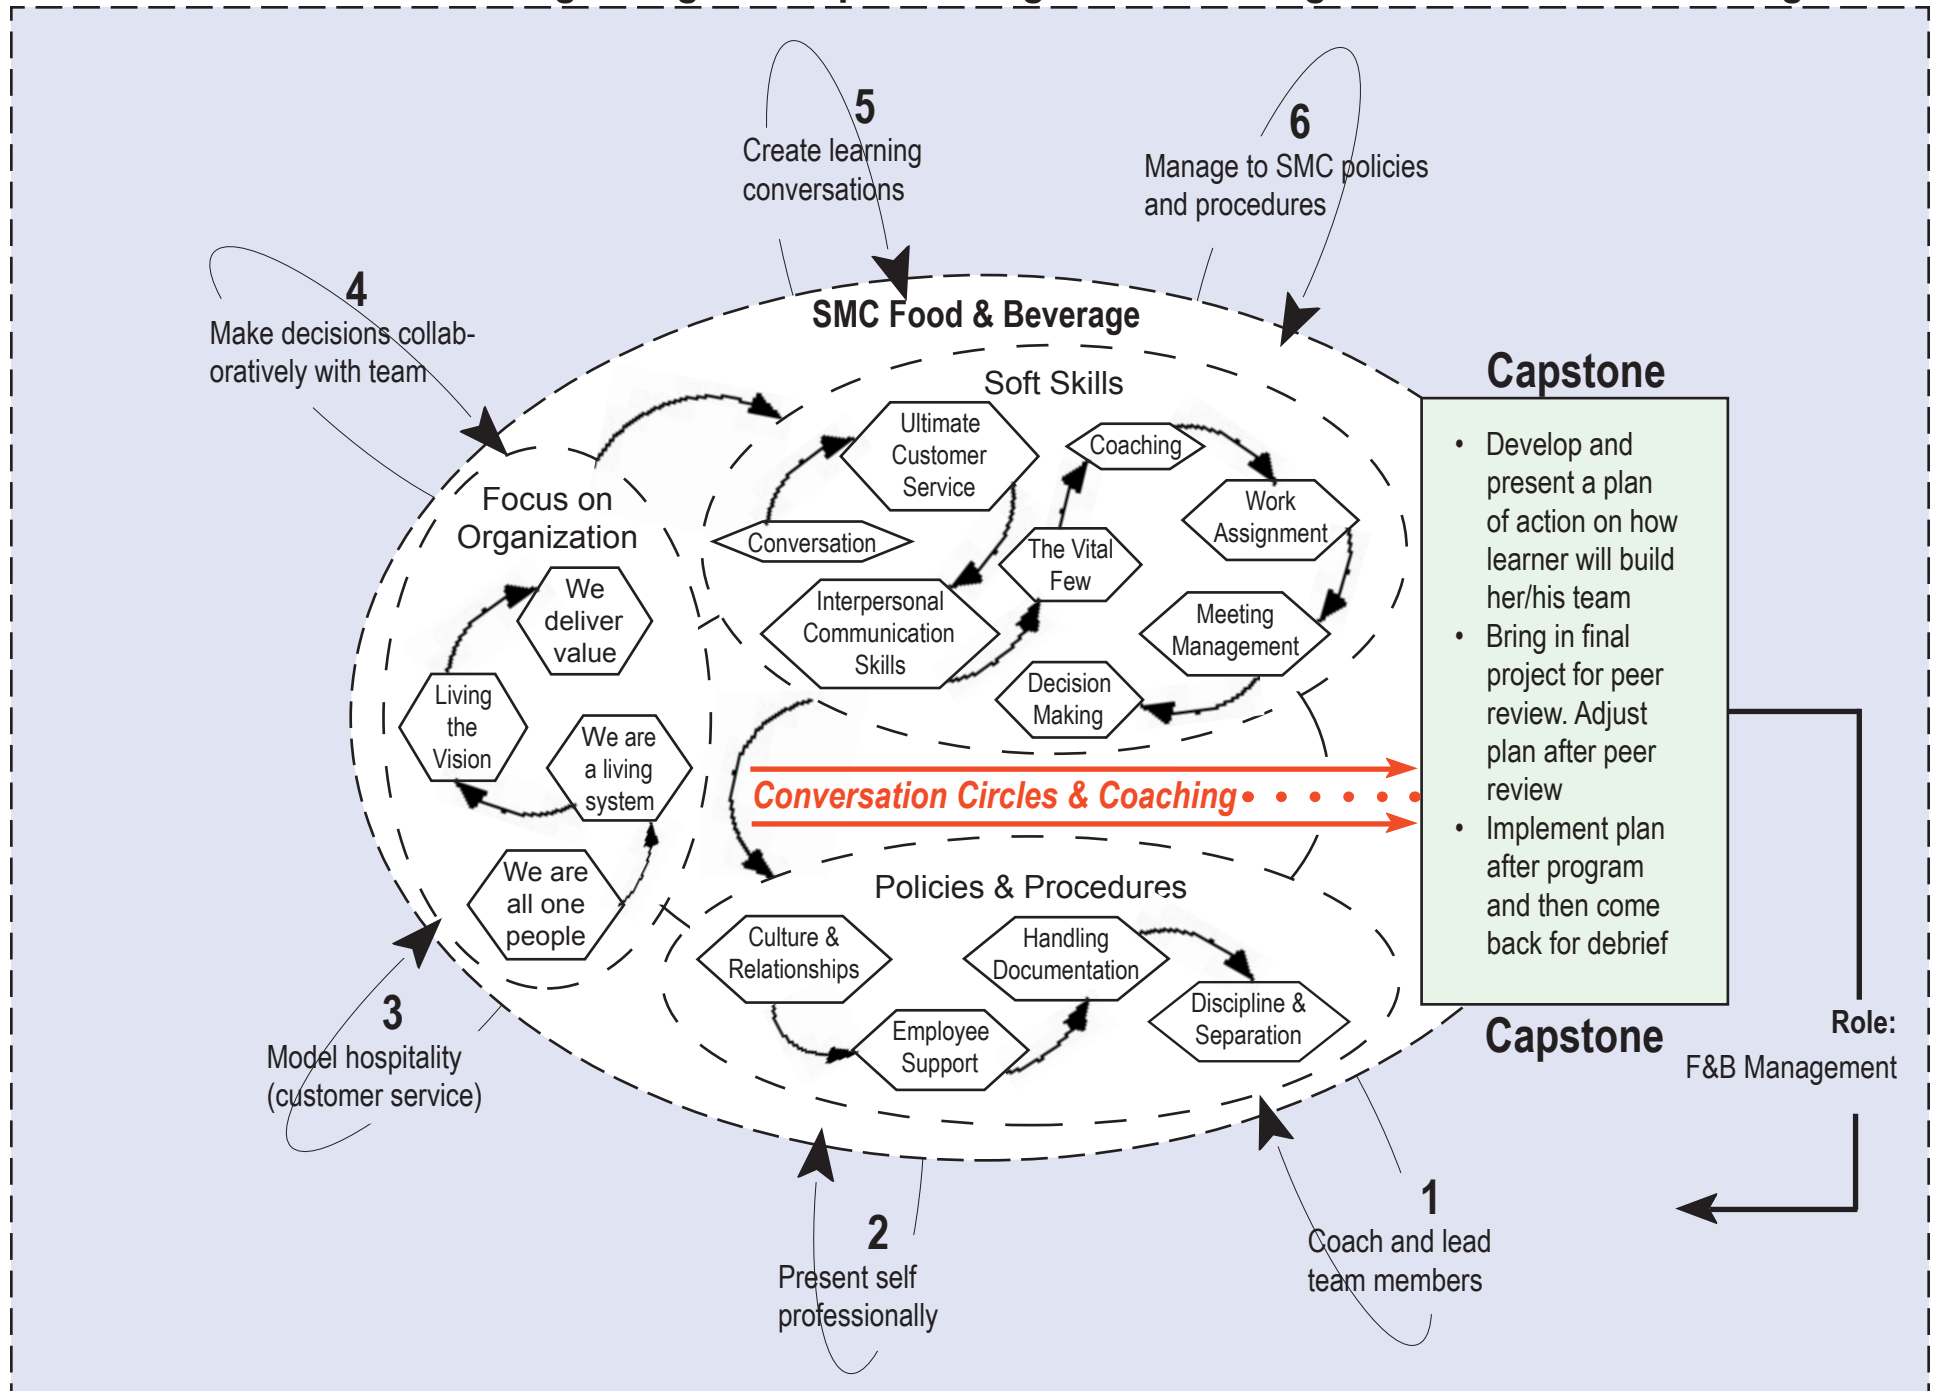 5
Create learning
conversations
6
Manage to SMC policies
and procedures
4
Make decisions collab-
oratively with team
SMC Food & Beverage
Soft Skills
Ultimate
Customer
Service
Coaching
Conversation
The Vital
Few
Work
Assignment
Interpersonal
Communication
Skills
Meeting
Management
Decision
Making
Focus on
Organization
We
deliver
value
Living
the
Vision
We are
a living
system
We are
all one
people
Conversation Circles & Coaching
Policies & Procedures
Culture &
Relationships
Handling
Documentation
Employee
Support
Discipline &
Separation
Capstone
• Develop and
present a plan
of action on how
learner will build
her/his team
• Bring in final
project for peer
review. Adjust
plan after peer
review
• Implement plan
after program
and then come
back for debrief
Capstone
Role:
F&B Management
3
Model hospitality
(customer service)
2
Present self
professionally
1
Coach and lead
team members